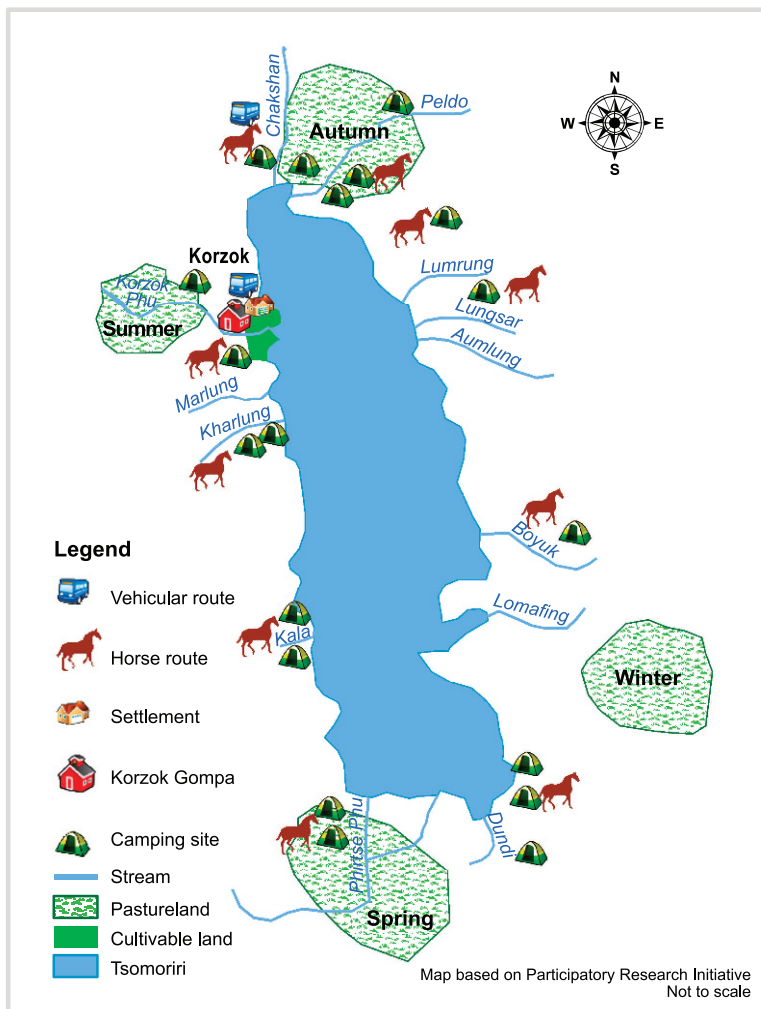 Chakshan
Peldo
Autumn
N
W
E
S
Korzok
Lumrung
Korzok
Phu
Summer
Lungsar
Aumlung
Marlung
Kharlung
Boyuk
Legend
Vehicular route
Lomafing
Kala
Horse route
Winter
Settlement
Korzok Gompa
Camping site
Phirtse Phu
Dundi
Stream
Pastureland
Spring
Cultivable land
Tsomoriri
Map based on Participatory Research Initiative
Not to scale